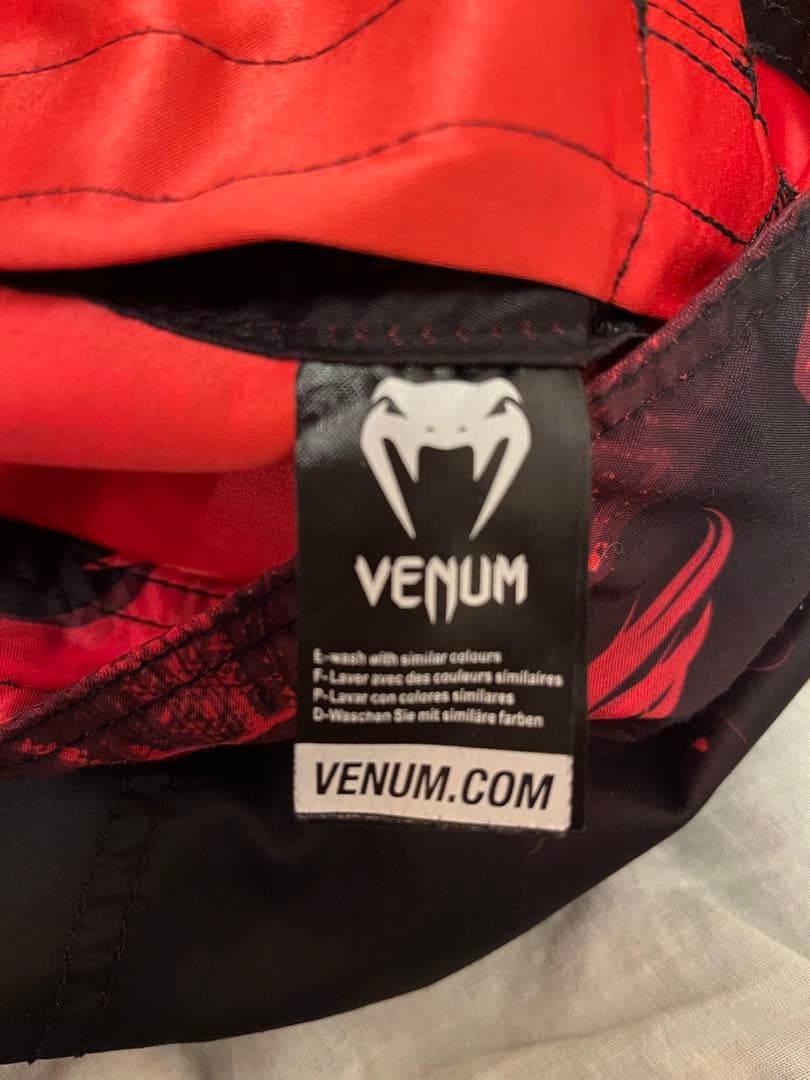 VENUM
E-wash with similar colours
F-Laver avec des couleurs similaires
P-Lavar con colores similares
D-Waschen Sie mit similäre farben
VENUM.COM